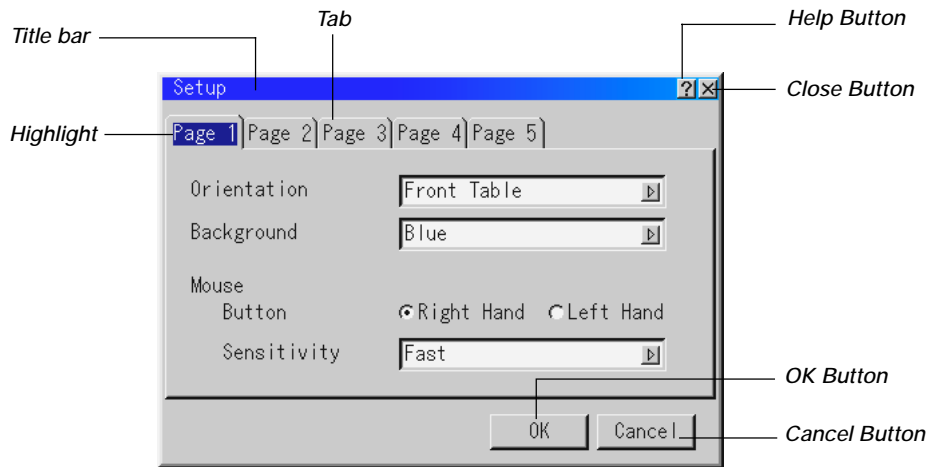 Tab
Help Button
Title bar
Setup
? ×
Close Button
Highlight
Page 1 Page 2 Page 3 Page 4 Page 5
Orientation Front Table
Background Blue
Mouse
Button Right Hand Left Hand
Sensitivity Fast
OK Button
OK Cancel
Cancel Button